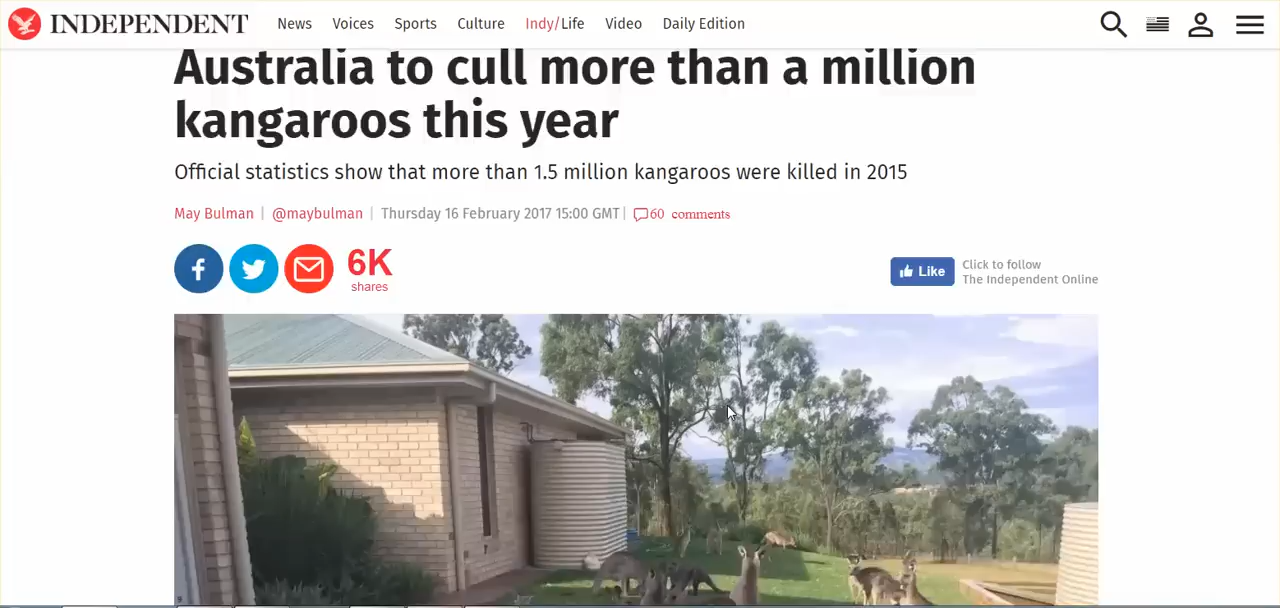 INDEPENDENT News Voices Sports Culture Indy/Life Video Daily Edition
Australia to cull more than a million
kangaroos this year
Official statistics show that more than 1.5 million kangaroos were killed in 2015
May Bulman | @maybulman | Thursday 16 February 2017 15:00 GMT | 60 comments
6K
shares
Like
Click to follow
The Independent Online